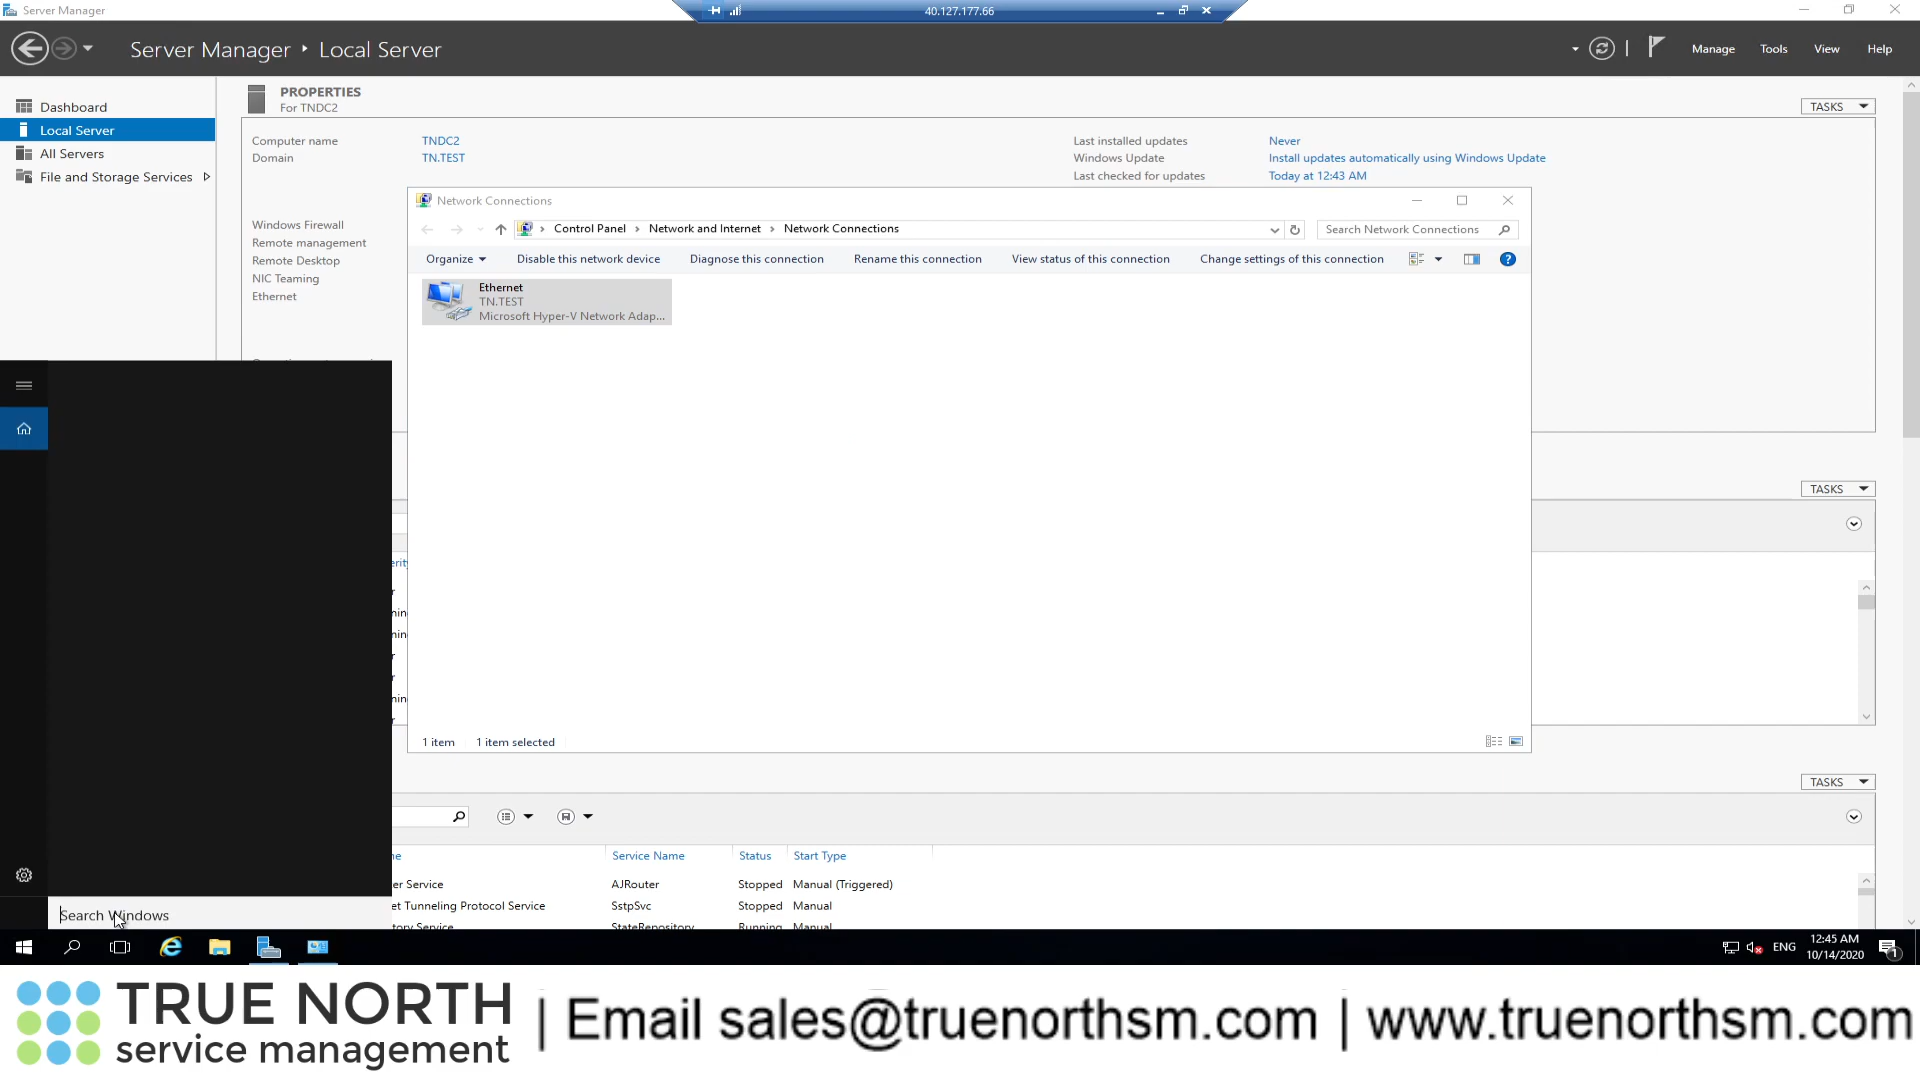 Server Manager
40.127.177.66
Server Manager ‣ Local Server
Manage Tools View Help
Dashboard
Local Server
All Servers
File and Storage Services
PROPERTIES
For TNDC2
TASKS
Computer name TNDC2
Domain TN.TEST
Last installed updates Never
Windows Update Install updates automatically using Windows Update
Last checked for updates Today at 12:43 AM
Windows Firewall
Remote management
Remote Desktop
NIC Teaming
Ethernet
Network Connections
Control Panel › Network and Internet › Network Connections
Search Network Connections
Organize Disable this network device Diagnose this connection Rename this connection View status of this connection Change settings of this connection
Ethernet
TN.TEST
Microsoft Hyper-V Network Adap...
1 item 1 item selected
TASKS
TASKS
Service Name Status Start Type
er Service AJRouter Stopped Manual (Triggered)
et Tunneling Protocol Service SstpSvc Stopped Manual
tory Service StateRepository Running Manual
Search Windows
ENG
12:45 AM
10/14/2020
1
TRUE NORTH
service management
| Email sales@truenorthsm.com | www.truenorthsm.com